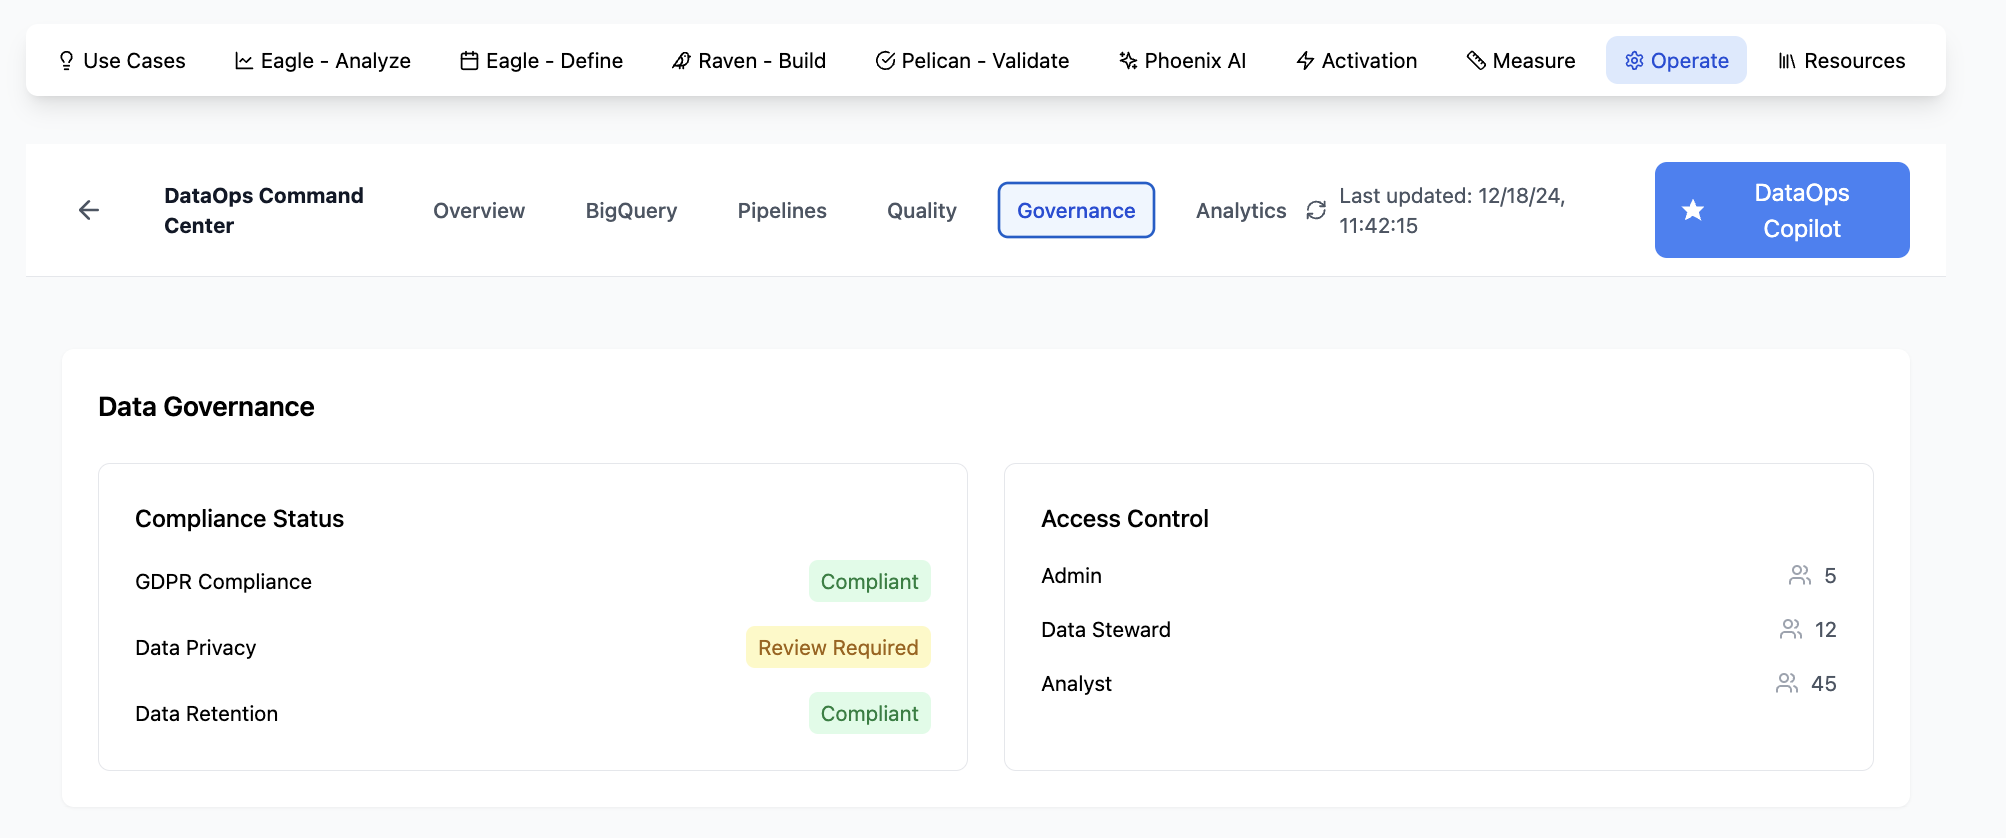 Use Cases
Eagle - Analyze
Eagle - Define
Raven - Build
Pelican - Validate
Phoenix AI
Activation
Measure
Operate
Resources
DataOps Command
Center
Overview
BigQuery
Pipelines
Quality
Governance
Analytics
Last updated: 12/18/24,
11:42:15
DataOps
Copilot
Data Governance
Compliance Status
GDPR Compliance
Compliant
Data Privacy
Review Required
Data Retention
Compliant
Access Control
Admin
5
Data Steward
12
Analyst
45